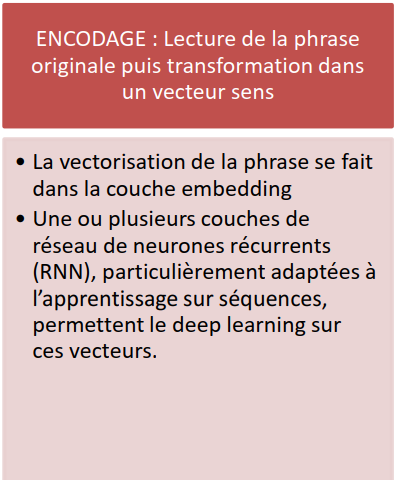 ENCODAGE : Lecture de la phrase
originale puis transformation dans
un vecteur sens
• La vectorisation de la phrase se fait
dans la couche embedding
• Une ou plusieurs couches de
réseau de neurones récurrents
(RNN), particulièrement adaptées à
l’apprentissage sur séquences,
permettent le deep learning sur
ces vecteurs.